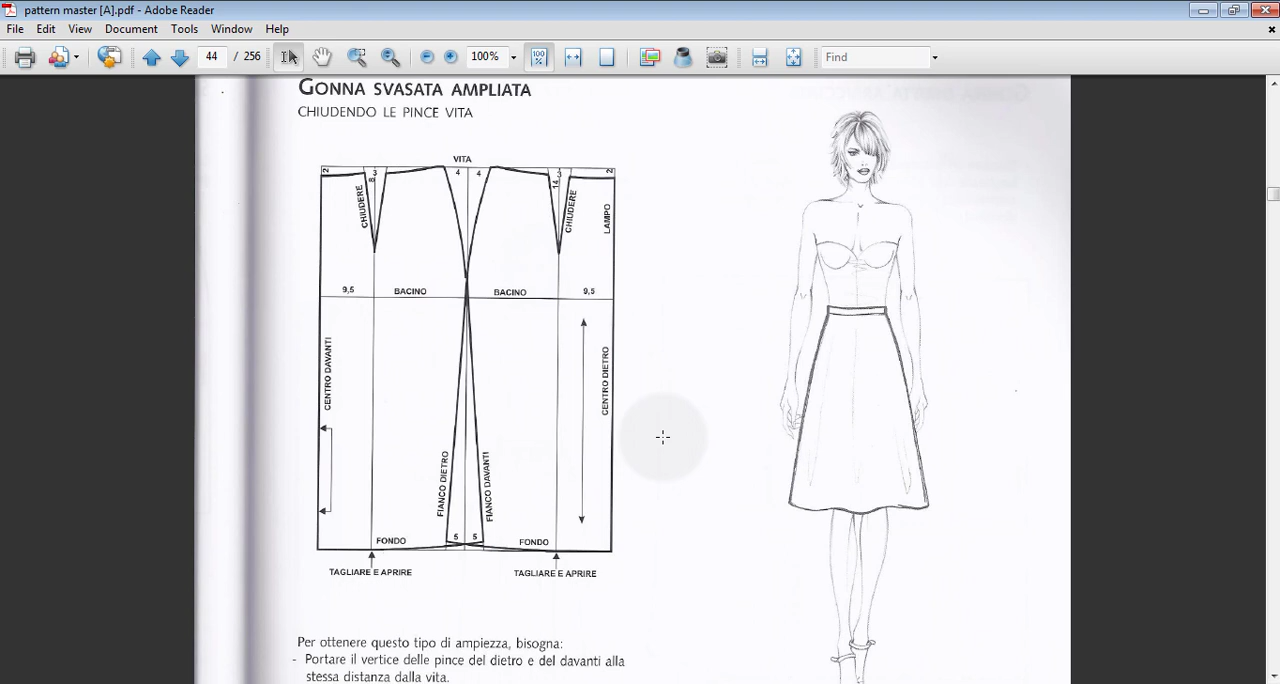 pattern master [A].pdf - Adobe Reader
File Edit View Document Tools Window Help
44 / 256 100% Find
GONNA SVASATA AMPLIATA
CHIUDENDO LE PINCE VITA
VITA
2 3 4 4 3 2
8 14
CHIUDERE CHIUDERE LAMPO
9,5 BACINO BACINO 9,5
CENTRO DAVANTI CENTRO DIETRO
FIANCO DIETRO FIANCO DAVANTI
FONDO 5 5 FONDO
TAGLIARE E APRIRE TAGLIARE E APRIRE
Per ottenere questo tipo di ampiezza, bisogna:
- Portare il vertice delle pince del dietro e del davanti alla
stessa distanza dalla vita.